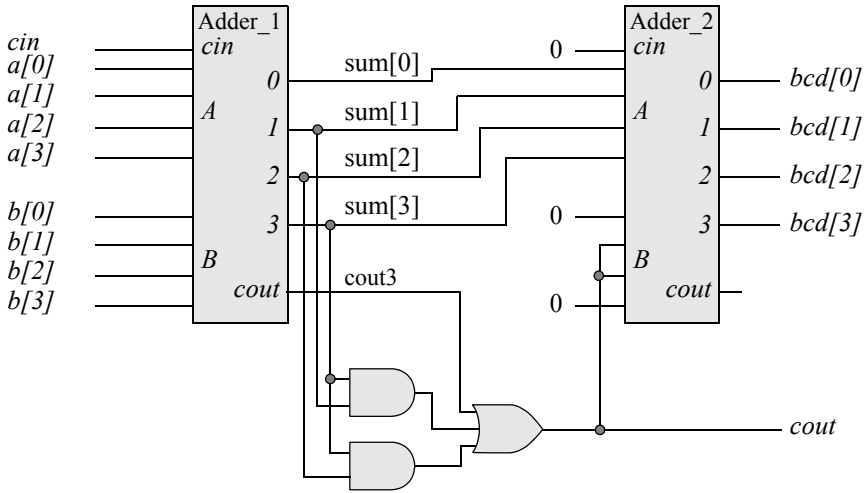 Adder_1
cin
a[0]
a[1]
a[2]
a[3]
b[0]
b[1]
b[2]
b[3]
cin
A
B
0
1
2
3
cout
sum[0]
sum[1]
sum[2]
sum[3]
cout3
Adder_2
0
0
0
cin
A
B
0
1
2
3
cout
bcd[0]
bcd[1]
bcd[2]
bcd[3]
cout